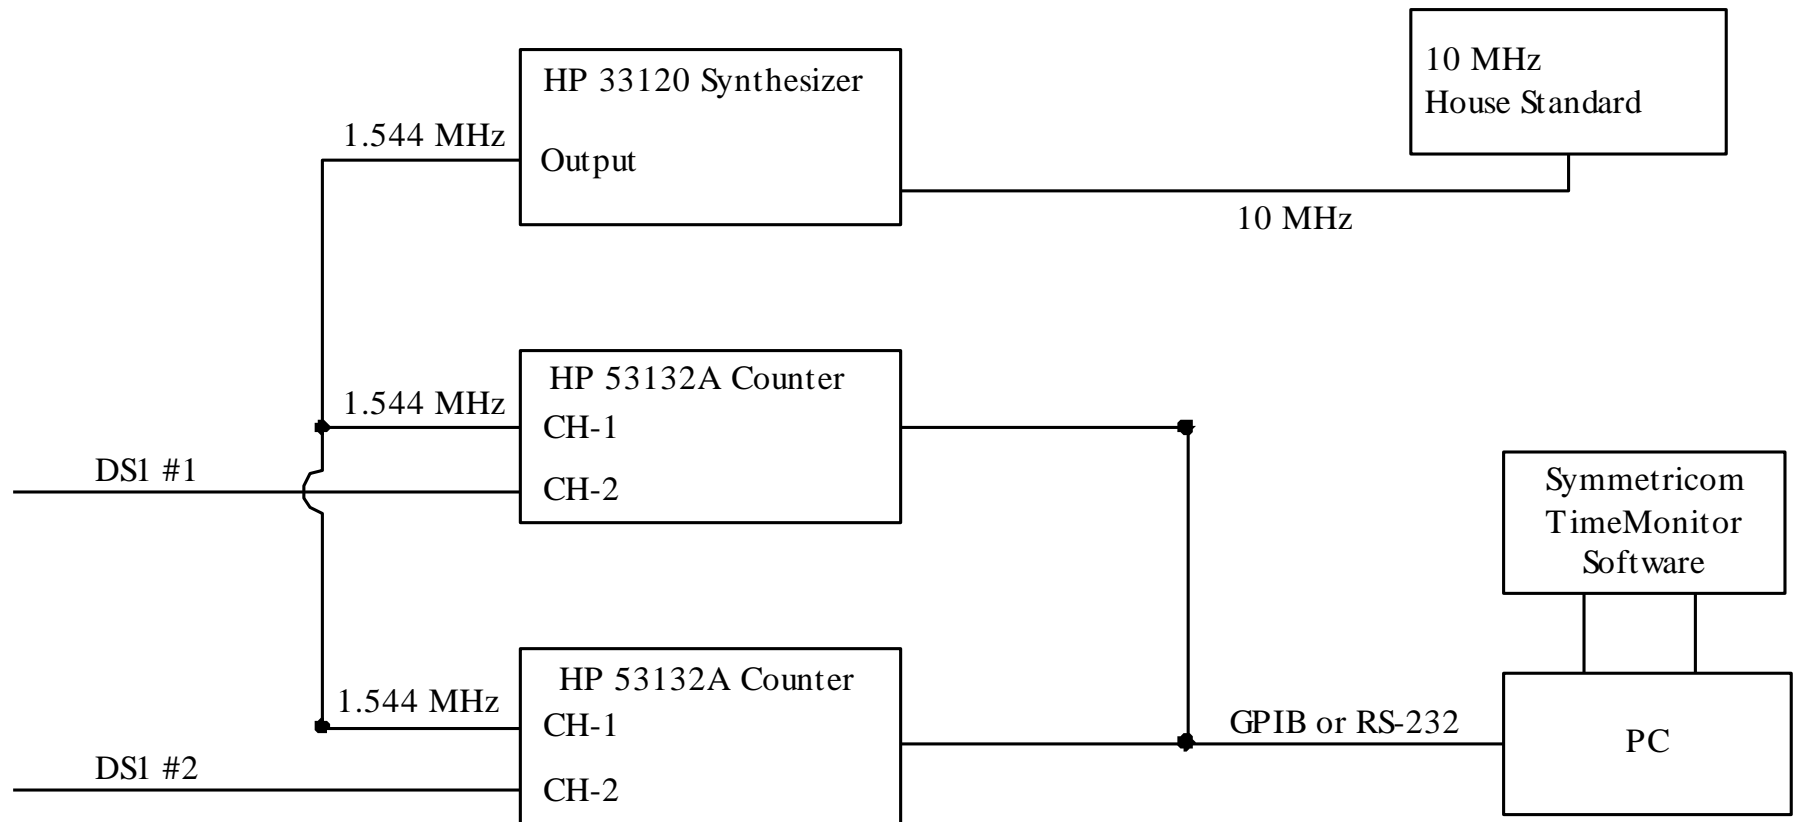 10 MHz
House Standard
HP 33120 Synthesizer
1.544 MHz
Output
10 MHz
HP 53132A Counter
1.544 MHz
CH-1
DS1 #1
CH-2
Symmetricom
TimeMonitor
Software
HP 53132A Counter
1.544 MHz
CH-1
GPIB or RS-232
PC
DS1 #2
CH-2